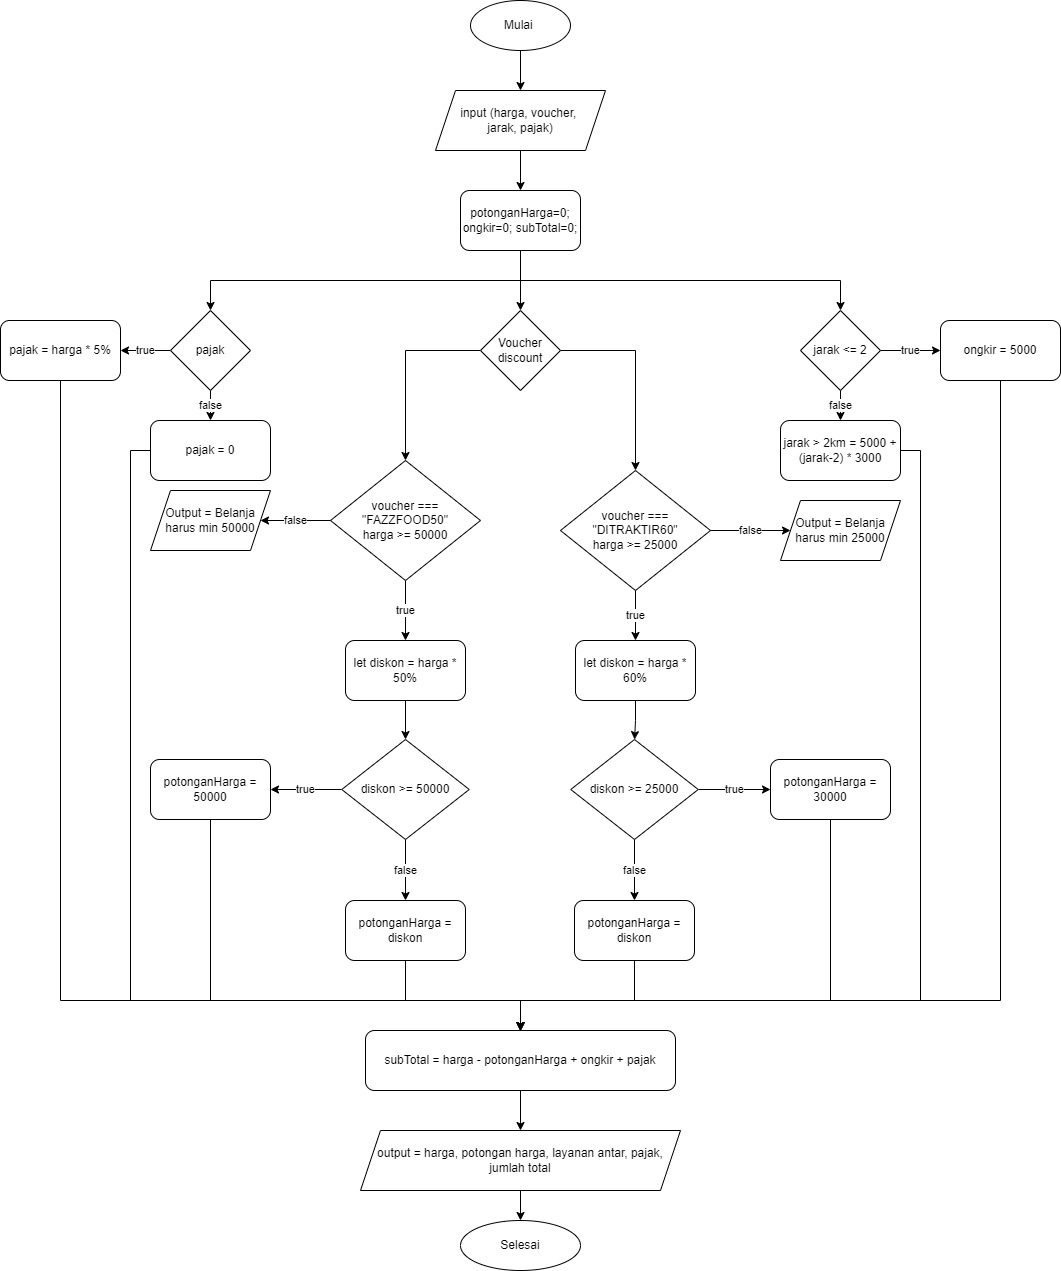 Mulai
input (harga, voucher,
jarak, pajak)
potonganHarga=0;
ongkir=0; subTotal=0;
pajak = harga * 5%
true
pajak
Voucher
discount
jarak <= 2
true
ongkir = 5000
false
false
pajak = 0
jarak > 2km = 5000 +
(jarak-2) * 3000
Output = Belanja
harus min 50000
false
voucher ===
"FAZZFOOD50"
harga >= 50000
voucher ===
"DITRAKTIR60"
harga >= 25000
false
Output = Belanja
harus min 25000
true
true
let diskon = harga *
50%
let diskon = harga *
60%
potonganHarga =
50000
true
diskon >= 50000
diskon >= 25000
true
potonganHarga =
30000
false
false
potonganHarga =
diskon
potonganHarga =
diskon
subTotal = harga - potonganHarga + ongkir + pajak
output = harga, potongan harga, layanan antar, pajak,
jumlah total
Selesai